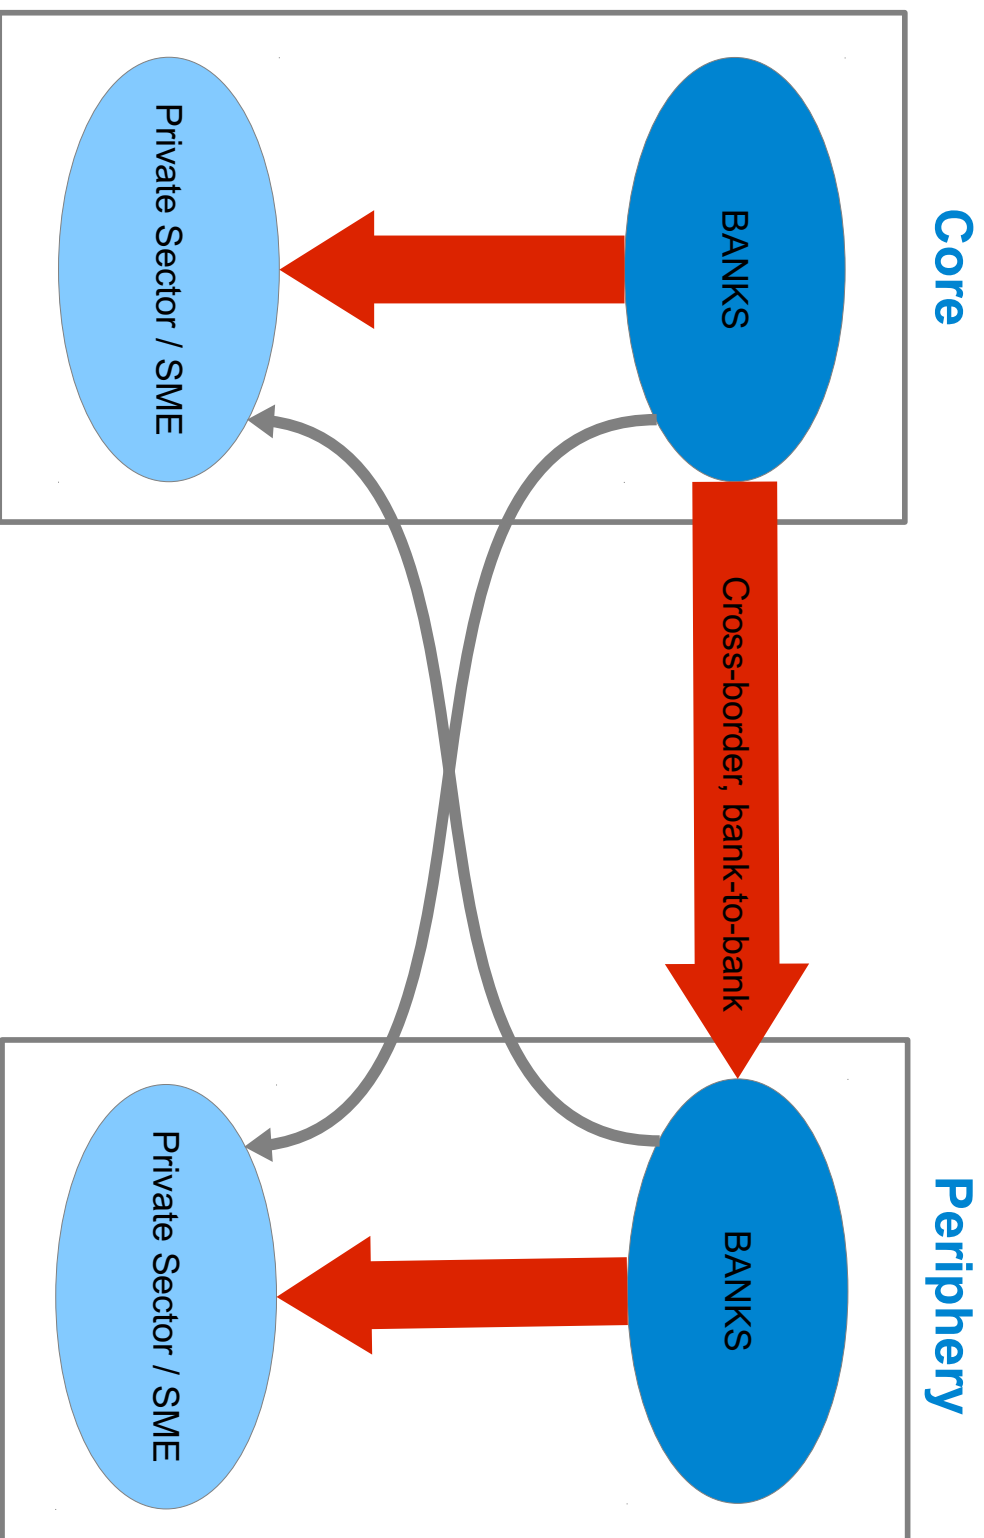 Core
Periphery
BANKS
Cross-border, bank-to-bank
BANKS
Private Sector / SME
Private Sector / SME